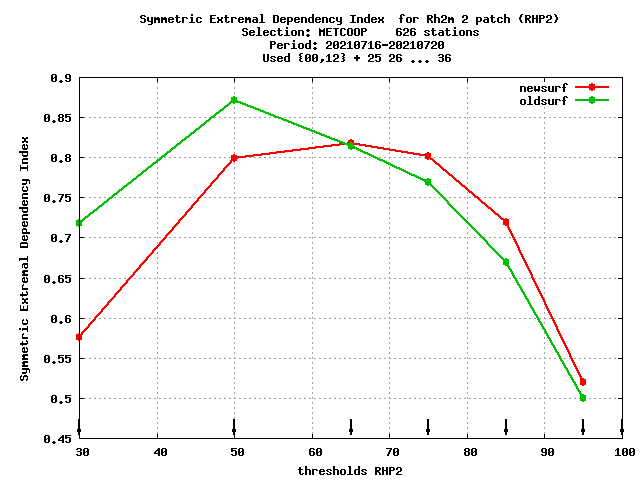 Symmetric Extremal Dependency Index  for Rh2m 2 patch (RHP2)
Selection: METCOOP    626 stations
Period: 20210716-20210720
Used {00,12} + 25 26 ... 36
newsurf
oldsurf
0.9
0.85
0.8
0.75
0.7
0.65
0.6
0.55
0.5
0.45
Symmetric Extremal Dependency Index
30 40 50 60 70 80 90 100
thresholds RHP2